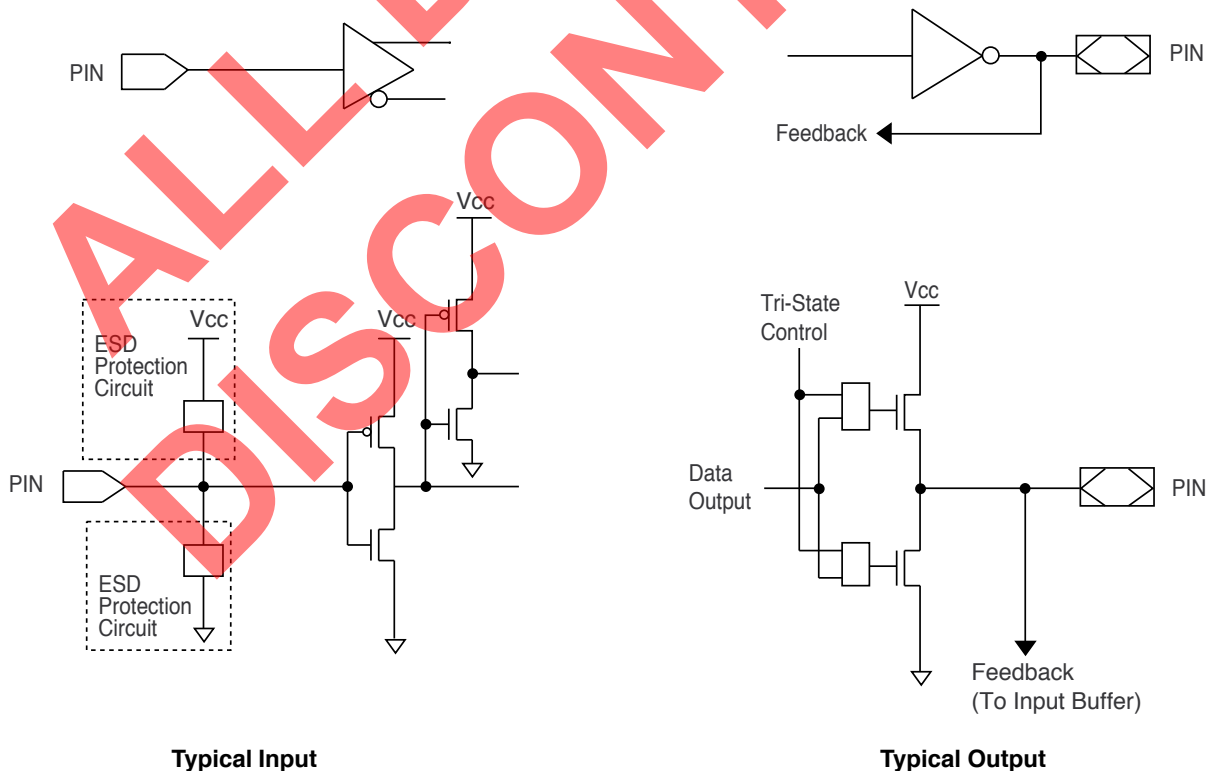 PIN
PIN
Feedback
Vcc
Vcc
ESD
Protection
Circuit
Vcc
PIN
ESD
Protection
Circuit
Tri-State
Control
Vcc
Data
Output
PIN
Feedback
(To Input Buffer)
Typical Input
Typical Output
ALL
DISCONT